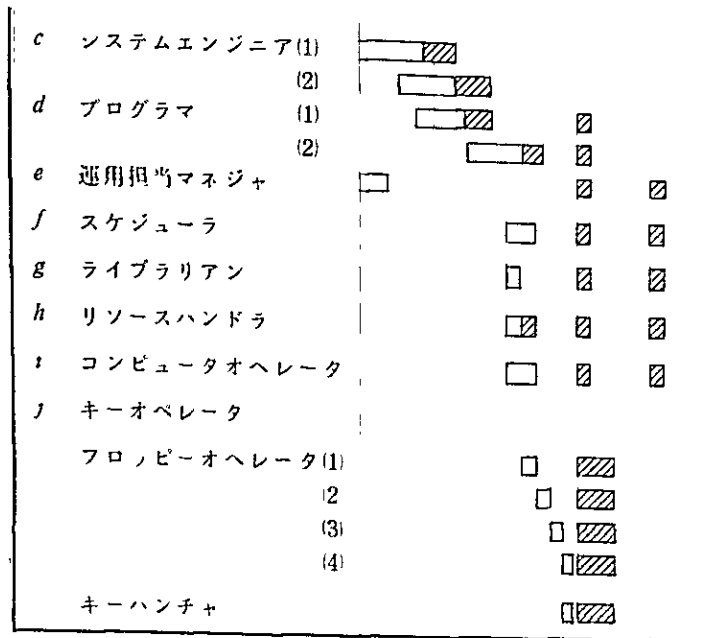 c システムエンジニア(1)
(2)
d プログラマ (1)
(2)
e 運用担当マネジャ
f スケジューラ
g ライブラリアン
h リソースハンドラ
i コンピュータオペレータ
j キーオペレータ
フロッピーオペレータ(1)
(2)
(3)
(4)
キーパンチャ